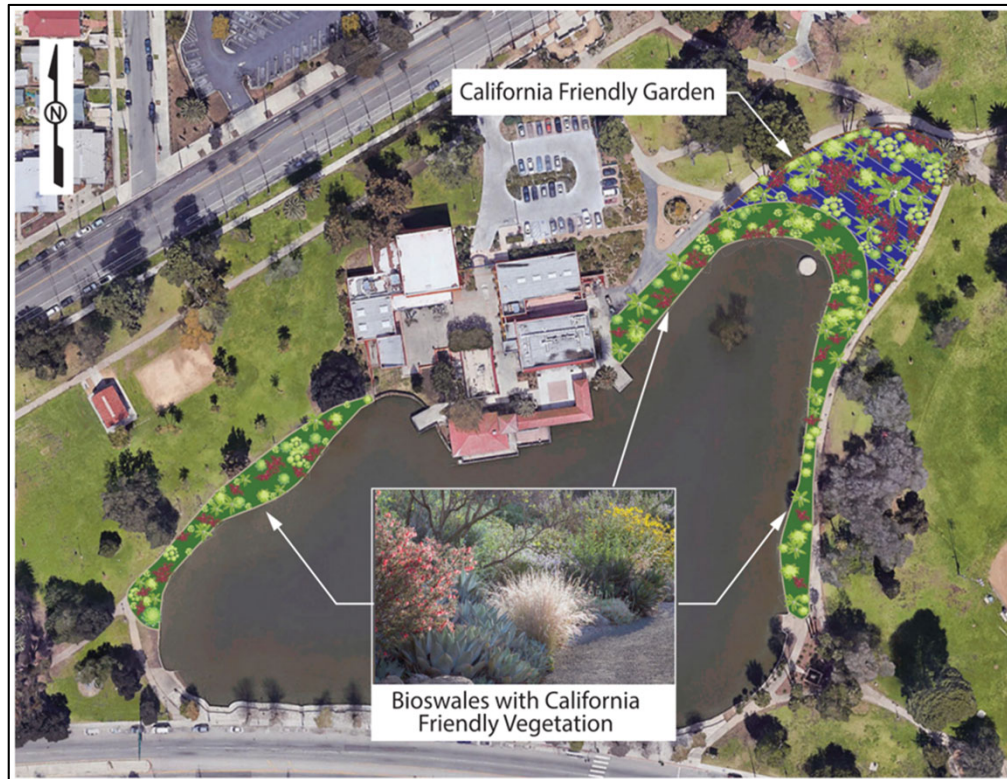 N
California Friendly Garden
Bioswales with California
Friendly Vegetation